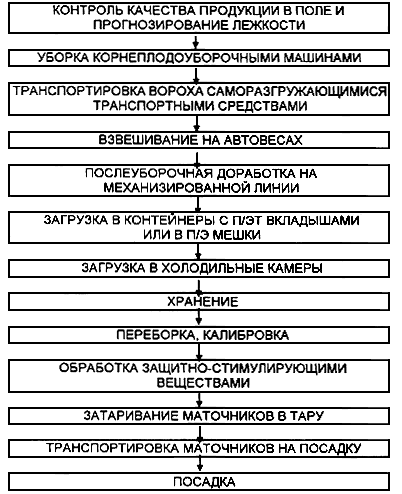 КОНТРОЛЬ КАЧЕСТВА ПРОДУКЦИИ В ПОЛЕ И
ПРОГНОЗИРОВАНИЕ ЛЕЖКОСТИ
УБОРКА КОРНЕПЛОДОУБОРОЧНЫМИ МАШИНАМИ
ТРАНСПОРТИРОВКА ВОРОХА САМОРАЗГРУЖАЮЩИМИСЯ
ТРАНСПОРТНЫМИ СРЕДСТВАМИ
ВЗВЕШИВАНИЕ НА АВТОВЕСАХ
ПОСЛЕУБОРОЧНАЯ ДОРАБОТКА НА
МЕХАНИЗИРОВАННОЙ ЛИНИИ
ЗАГРУЗКА В КОНТЕЙНЕРЫ С П/ЭТ ВКЛАДЫШАМИ
ИЛИ В П/Э МЕШКИ
ЗАГРУЗКА В ХОЛОДИЛЬНЫЕ КАМЕРЫ
ХРАНЕНИЕ
ПЕРЕБОРКА, КАЛИБРОВКА
ОБРАБОТКА ЗАЩИТНО-СТИМУЛИРУЮЩИМИ
ВЕЩЕСТВАМИ
ЗАТАРИВАНИЕ МАТОЧНИКОВ В ТАРУ
ТРАНСПОРТИРОВКА МАТОЧНИКОВ НА ПОСАДКУ
ПОСАДКА